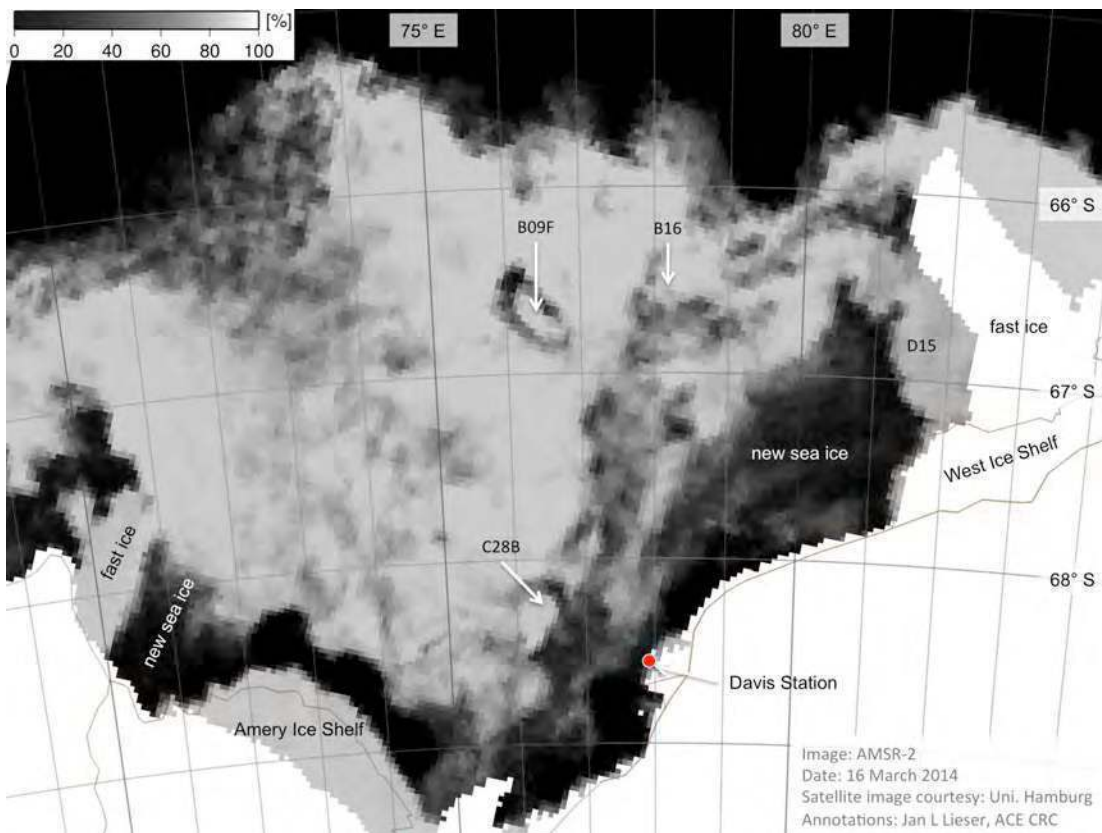 [%]
0 20 40 60 80 100
75° E
80° E
66° S
B09F
B16
fast ice
D15
67° S
new sea ice
West Ice Shelf
fast ice
C28B
68° S
new sea ice
Davis Station
Amery Ice Shelf
Image: AMSR-2
Date: 16 March 2014
Satellite image courtesy: Uni. Hamburg
Annotations: Jan L Lieser, ACE CRC